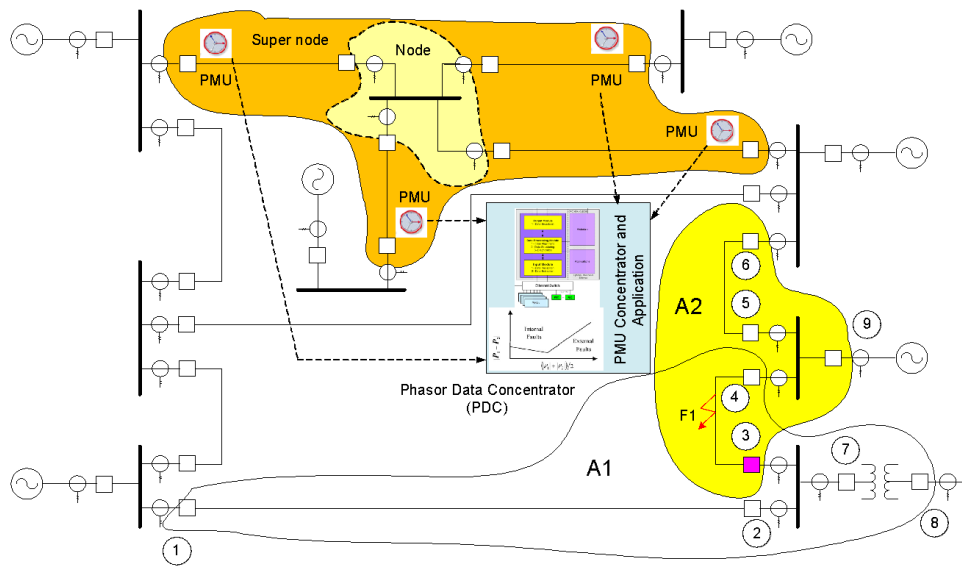 Super node
Node
PMU
PMU
PMU
PMU
PMU Concentrator and
Application
Internal
Faults
External
Faults
Phasor Data Concentrator
(PDC)
A2
6
5
9
4
F1
3
A1
7
2
8
1